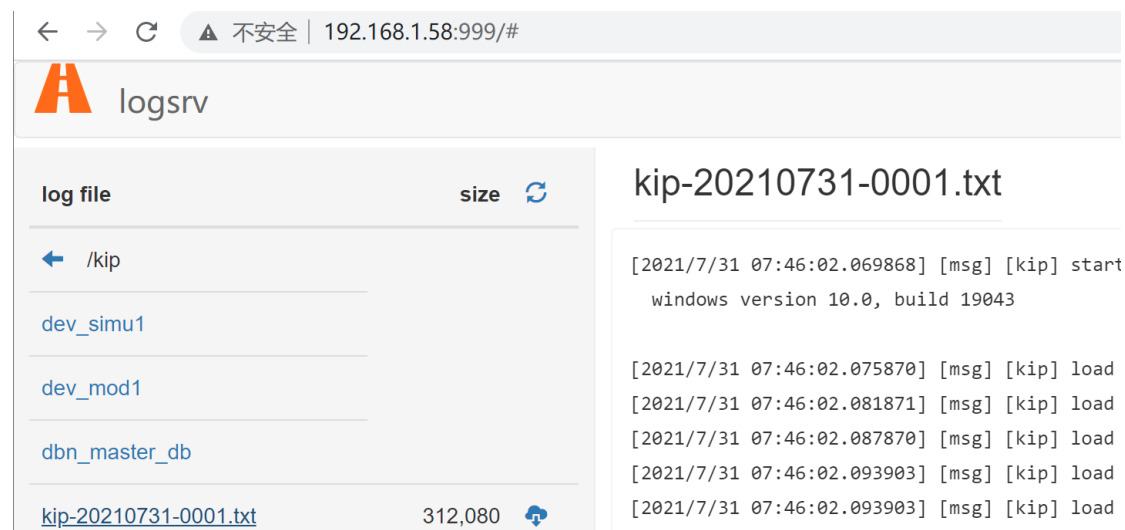 不安全 | 192.168.1.58:999/#
logsrv
log file size
/kip
dev_simu1
dev_mod1
dbn_master_db
kip-20210731-0001.txt 312,080
kip-20210731-0001.txt
[2021/7/31 07:46:02.069868] [msg] [kip] start
windows version 10.0, build 19043
[2021/7/31 07:46:02.075870] [msg] [kip] load
[2021/7/31 07:46:02.081871] [msg] [kip] load
[2021/7/31 07:46:02.087870] [msg] [kip] load
[2021/7/31 07:46:02.093903] [msg] [kip] load
[2021/7/31 07:46:02.093903] [msg] [kip] load